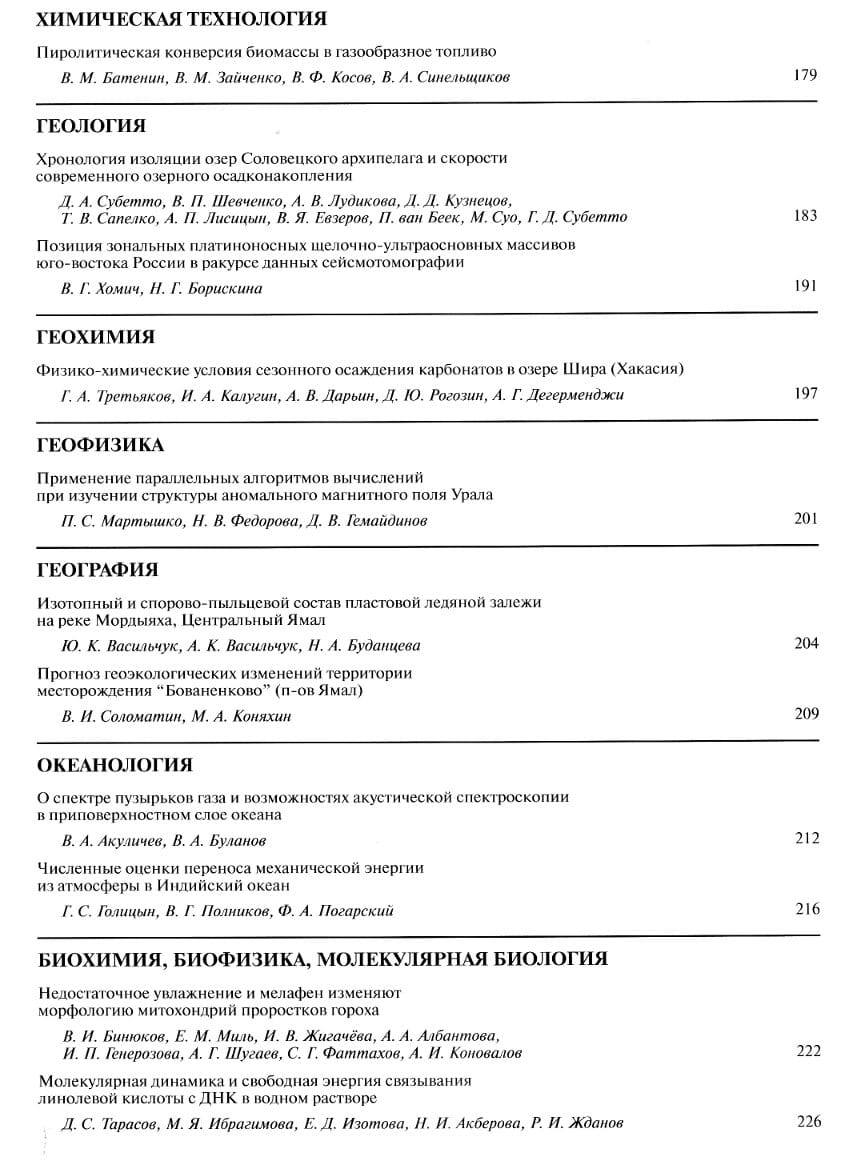 ХИМИЧЕСКАЯ ТЕХНОЛОГИЯ
Пиролитическая конверсия биомассы в газообразное топливо
В. М. Батенин, В. М. Зайченко, В. Ф. Косов, В. А. Синельщиков 179
ГЕОЛОГИЯ
Хронология изоляции озер Соловецкого архипелага и скорости
современного озерного осадконакопления
Д. А. Субетто, В. П. Шевченко, А. В. Лудикова, Д. Д. Кузнецов,
Т. В. Сапелко, А. П. Лисицын, В. Я. Евзеров, П. ван Беек, М. Суо, Г. Д. Субетто 183
Позиция зональных платиноносных щелочно-ультраосновных массивов
юго-востока России в ракурсе данных сейсмотомографии
В. Г. Хомич, Н. Г. Борискина 191
ГЕОХИМИЯ
Физико-химические условия сезонного осаждения карбонатов в озере Шира (Хакасия)
Г. А. Третьяков, И. А. Калугин, А. В. Дарьин, Д. Ю. Рогозин, А. Г. Дегерменджи 197
ГЕОФИЗИКА
Применение параллельных алгоритмов вычислений
при изучении структуры аномального магнитного поля Урала
П. С. Мартышко, Н. В. Федорова, Д. В. Гемайдинов 201
ГЕОГРАФИЯ
Изотопный и спорово-пыльцевой состав пластовой ледяной залежи
на реке Мордыяха, Центральный Ямал
Ю. К. Васильчук, А. К. Васильчук, Н. А. Буданцева 204
Прогноз геоэкологических изменений территории
месторождения “Бованенково” (п-ов Ямал)
В. И. Соломатин, М. А. Коняхин 209
ОКЕАНОЛОГИЯ
О спектре пузырьков газа и возможностях акустической спектроскопии
в приповерхностном слое океана
В. А. Акуличев, В. А. Буланов 212
Численные оценки переноса механической энергии
из атмосферы в Индийский океан
Г. С. Голицын, В. Г. Полников, Ф. А. Погарский 216
БИОХИМИЯ, БИОФИЗИКА, МОЛЕКУЛЯРНАЯ БИОЛОГИЯ
Недостаточное увлажнение и мелафен изменяют
морфологию митохондрий проростков гороха
В. И. Бинюков, Е. М. Миль, И. В. Жигачёва, А. А. Албантова,
И. П. Генерозова, А. Г. Шугаев, С. Г. Фаттахов, А. И. Коновалов 222
Молекулярная динамика и свободная энергия связывания
линолевой кислоты с ДНК в водном растворе
Д. С. Тарасов, М. Я. Ибрагимова, Е. Д. Изотова, Н. И. Акберова, Р. И. Жданов 226